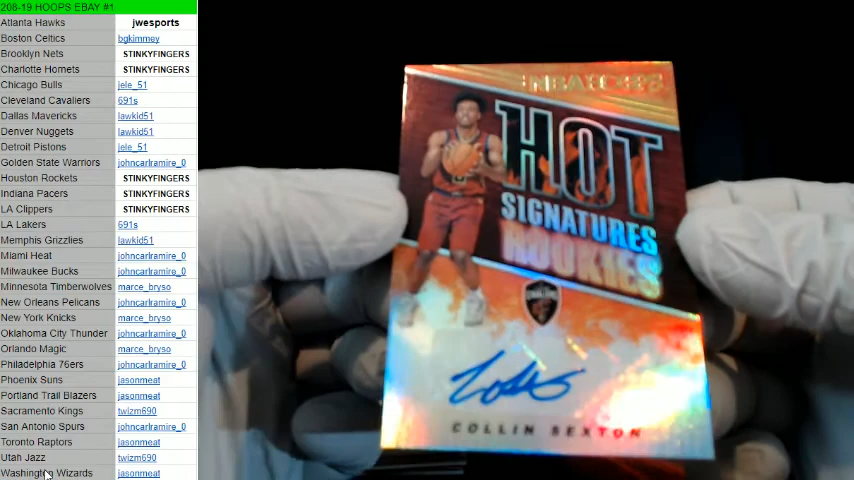 208-19 HOOPS EBAY #1
Atlanta Hawks jwesports
Boston Celtics bgkimmey
Brooklyn Nets STINKYFINGERS
Charlotte Hornets STINKYFINGERS
Chicago Bulls jele_51
Cleveland Cavaliers 691s
Dallas Mavericks lawkid51
Denver Nuggets lawkid51
Detroit Pistons jele_51
Golden State Warriors johncarlramire_0
Houston Rockets STINKYFINGERS
Indiana Pacers STINKYFINGERS
LA Clippers STINKYFINGERS
LA Lakers 691s
Memphis Grizzlies lawkid51
Miami Heat johncarlramire_0
Milwaukee Bucks johncarlramire_0
Minnesota Timberwolves marce_bryso
New Orleans Pelicans johncarlramire_0
New York Knicks marce_bryso
Oklahoma City Thunder johncarlramire_0
Orlando Magic marce_bryso
Philadelphia 76ers johncarlramire_0
Phoenix Suns jasonmeat
Portland Trail Blazers jasonmeat
Sacramento Kings twizm690
San Antonio Spurs johncarlramire_0
Toronto Raptors jasonmeat
Utah Jazz twizm690
Washington Wizards jasonmeat
NBA HOOPS
HOT
SIGNATURES
ROOKIES
COLLIN SEXTON